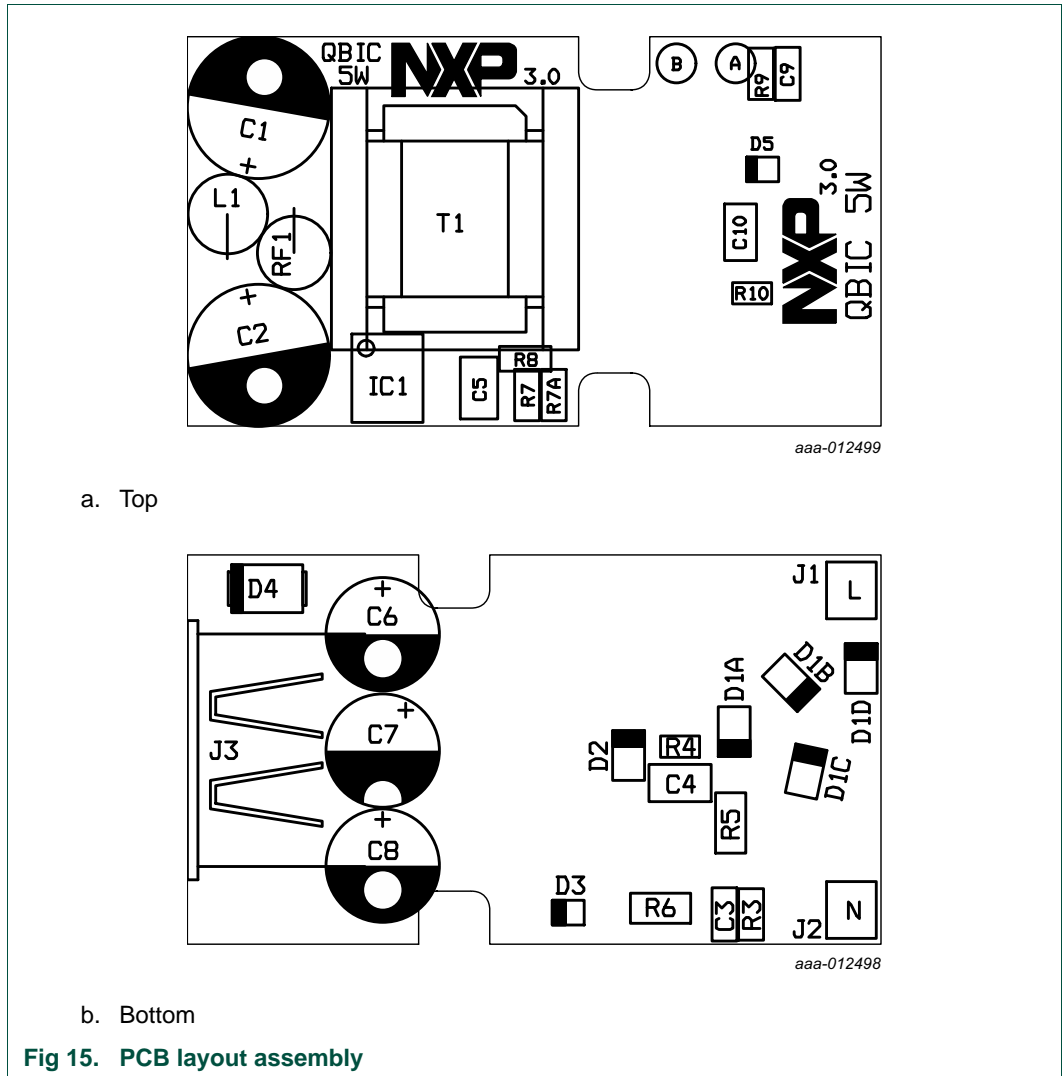 QBIC
5W
NXP
3.0
B
A
R9
C9
C1
+
D5
L1
T1
3.0
C10
NXP
QBIC 5W
RF1
+
R10
C2
R8
IC1
C5
R7
R7A
aaa-012499
a. Top
D4
+
C6
J1
L
D1B
D1A
D1D
+
C7
J3
D2
R4
C4
D1C
+
R5
C8
D3
R6
C3
R3
J2
N
aaa-012498
b. Bottom
Fig 15. PCB layout assembly